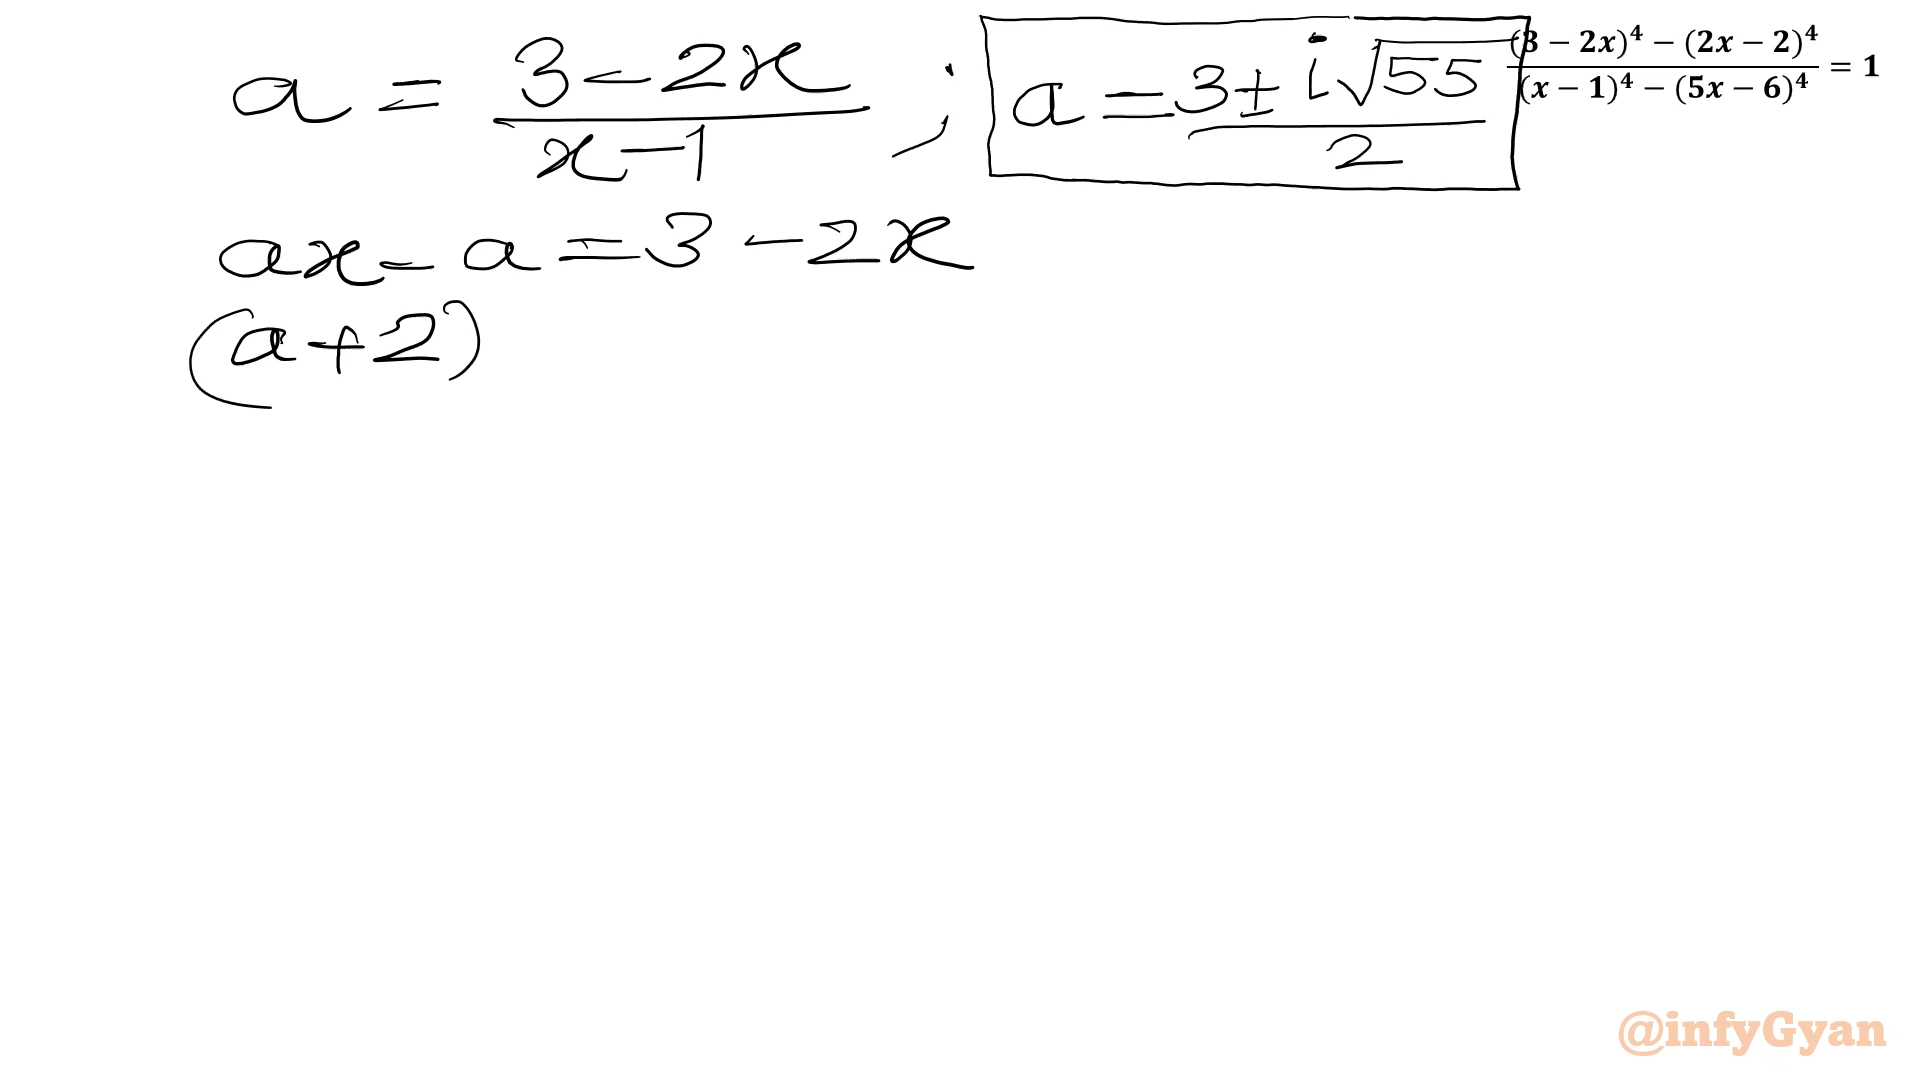 a = (3 − 2x)/(x − 1) ; a = (3 ± i√55)/2
((3 − 2x)⁴ − (2x − 2)⁴)/((x − 1)⁴ − (5x − 6)⁴) = 1
ax − a = 3 − 2x
(a + 2)
@infyGyan